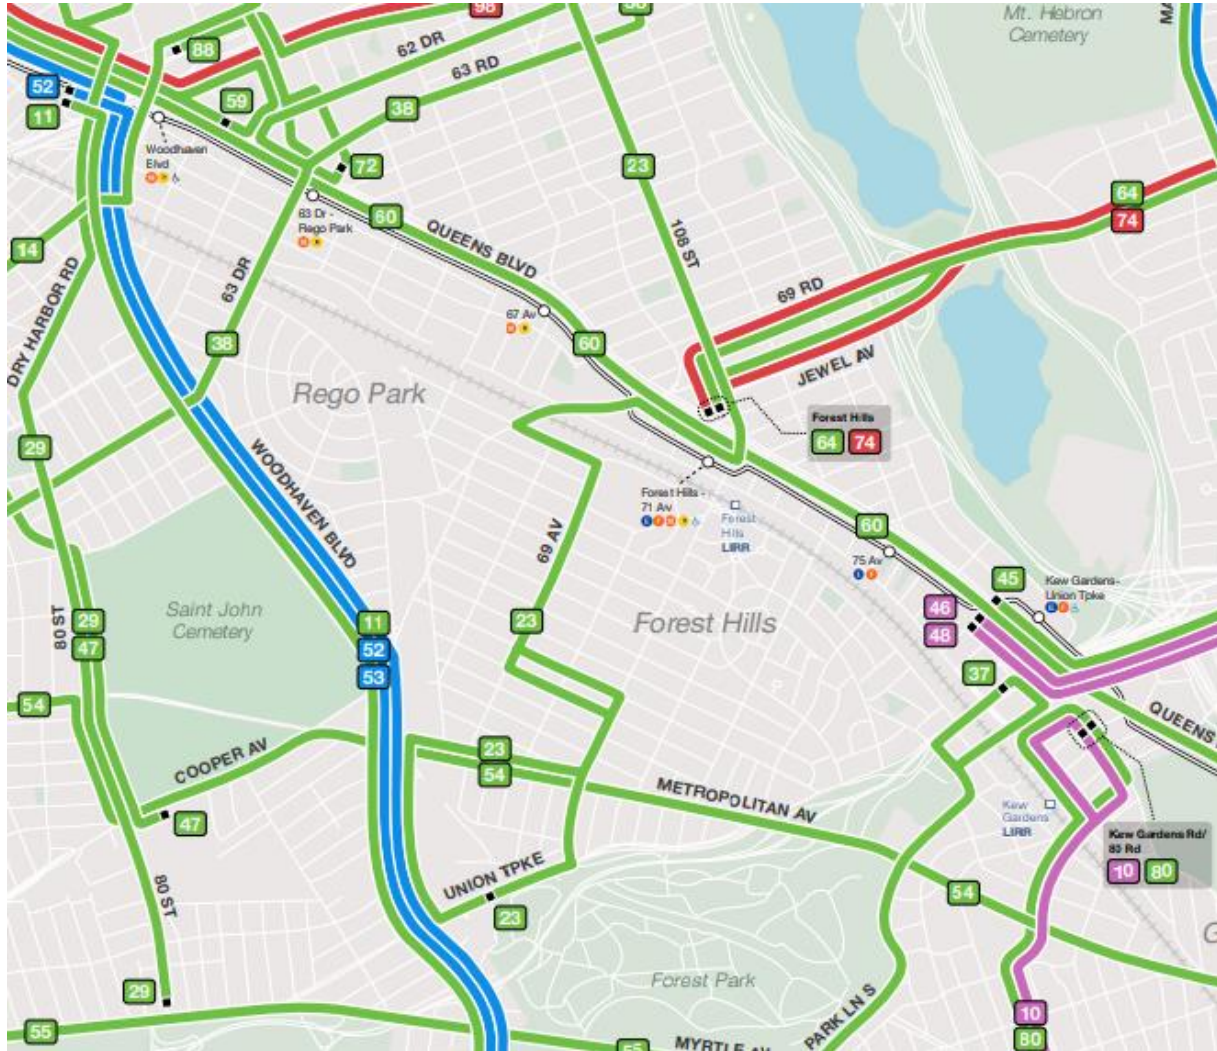 98
Mt. Hebron
Cemetery
88
62 DR
63 RD
52
11
59
38
Woodhaven
Blvd
72
23
64
74
63 Dr -
Rego Park
60
QUEENS BLVD
108 ST
14
DRY HARBOR RD
63 DR
67 Av
69 RD
60
38
JEWEL AV
Rego Park
Forest Hills
64 74
29
WOODHAVEN BLVD
Forest Hills -
71 Av
Forest
Hills
LIRR
69 AV
60
75 Av
45
Kew Gardens-
Union Tpke
46
48
Saint John
Cemetery
80 ST
29
47
11
52
53
23
Forest Hills
37
54
QUEENS
COOPER AV
23
54
METROPOLITAN AV
Kew
Gardens
LIRR
47
Kew Gardens Rd/
80 Rd
10 80
UNION TPKE
80 ST
23
54
Forest Park
29
PARK LN S
10
80
55
MYRTLE AV
55